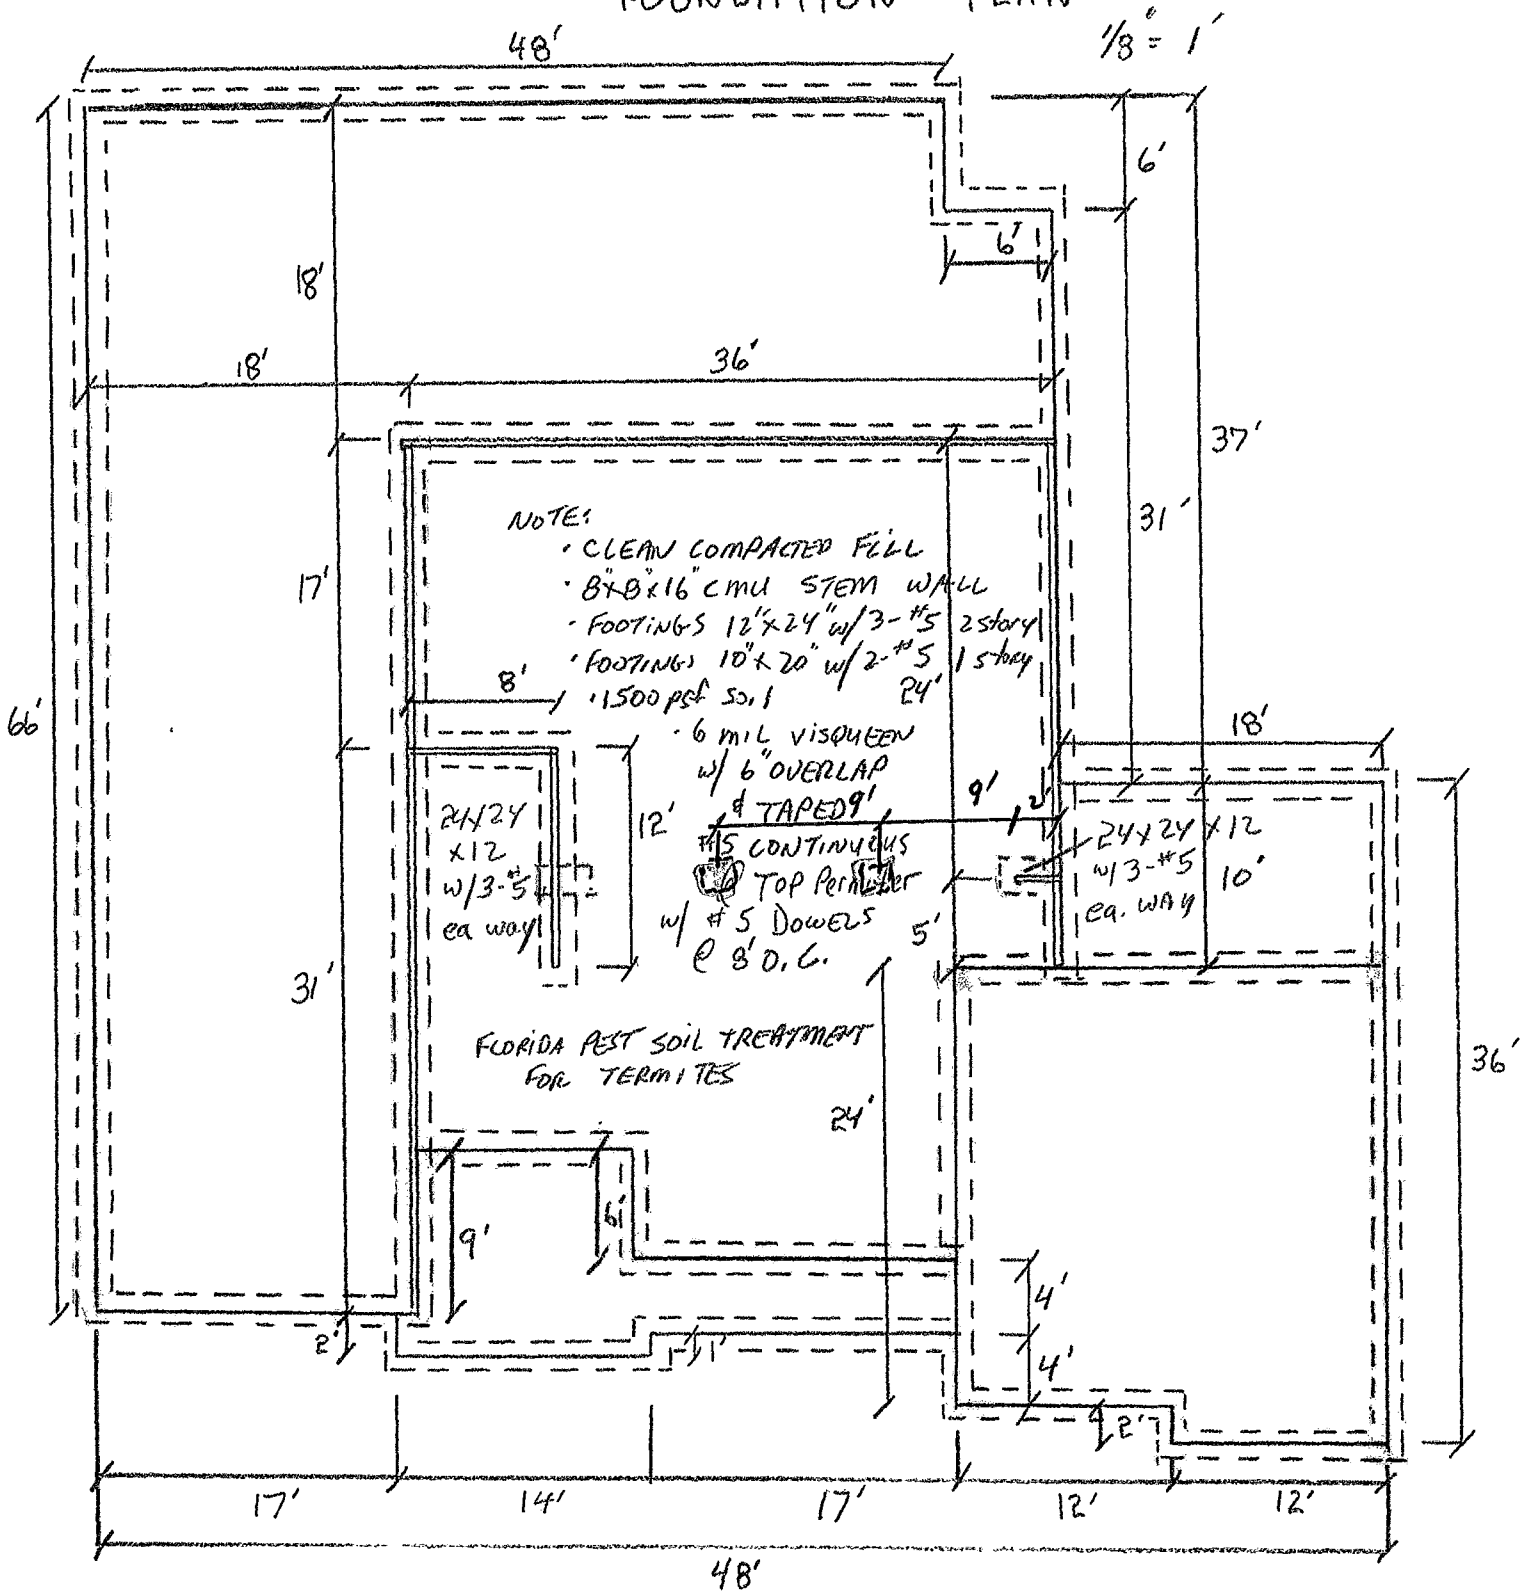 FOUNDATION PLAN
1/8" = 1'
48'
6'
6'
18'
18'
36'
37'
31'
NOTE:
· CLEAN COMPACTED FILL
· 8"x8"x16" CMU STEM WALL
· FOOTINGS 12"x24" w/ 3-#5 2 story
· FOOTINGS 10"x20" w/ 2-#5 1 story
· 1500 psf soil
24'
· 6 MIL VISQUEEN
w/ 6" OVERLAP
& TAPED
9'
9'
2'
#5 CONTINUOUS
@ TOP Perimeter
w/ #5 DOWELS
@ 8' O.C.
17'
8'
66'
18'
12'
24x24
x12
w/3-#5
ea way
24x24 x12
w/3-#5
ea. way
10'
5'
31'
FLORIDA PEST SOIL TREATMENT
FOR TERMITES
36'
24'
9'
6'
4'
4'
2'
1'
2'
17'
14'
17'
12'
12'
48'